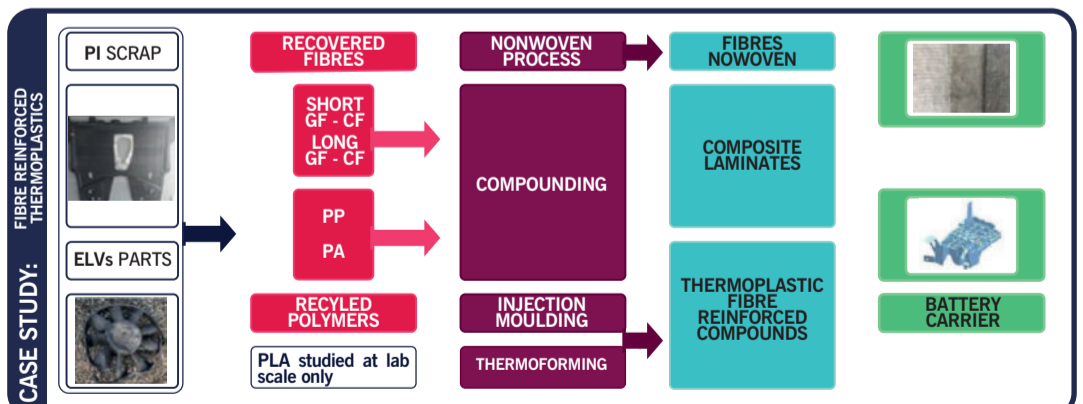 CASE STUDY:
FIBRE REINFORCED
THERMOPLASTICS
PI SCRAP
ELVs PARTS
RECOVERED
FIBRES
SHORT
GF - CF
LONG
GF - CF
PP
PA
RECYLED
POLYMERS
PLA studied at lab
scale only
NONWOVEN
PROCESS
COMPOUNDING
INJECTION
MOULDING
THERMOFORMING
FIBRES
NOWOVEN
COMPOSITE
LAMINATES
THERMOPLASTIC
FIBRE
REINFORCED
COMPOUNDS
BATTERY
CARRIER